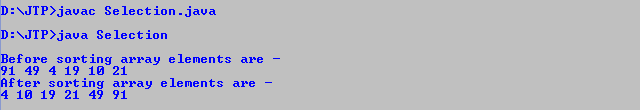 D:\JTP>javac Selection.java
D:\JTP>java Selection
Before sorting array elements are -
91 49 4 19 10 21
After sorting array elements are -
4 10 19 21 49 91